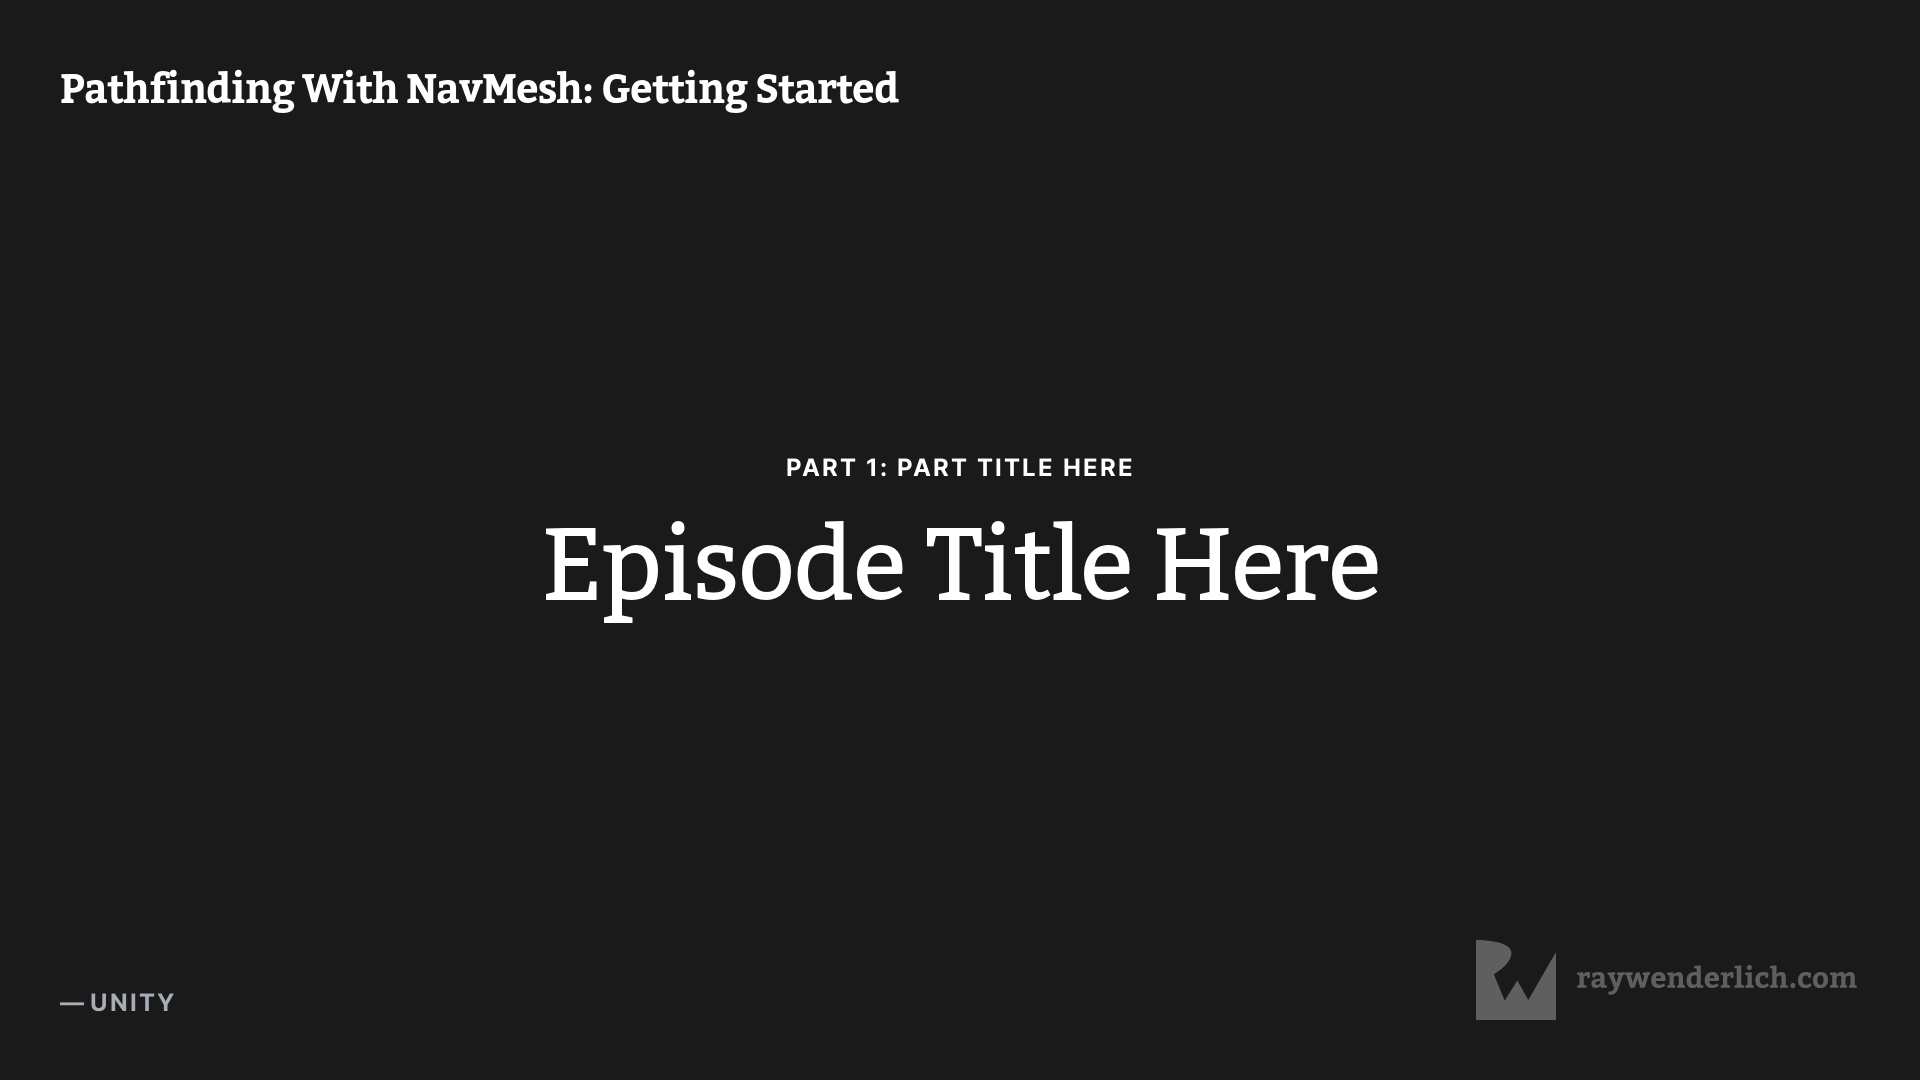 Pathfinding With NavMesh: Getting Started
PART 1: PART TITLE HERE
Episode Title Here
— UNITY
raywenderlich.com